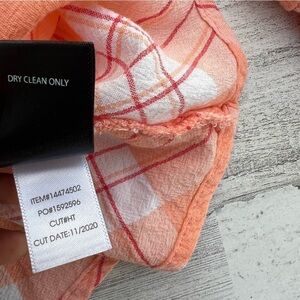 DRY CLEAN ONLY
ITEM#14474502
PO#1592596
CUT#HT
CUT DATE:11/2020